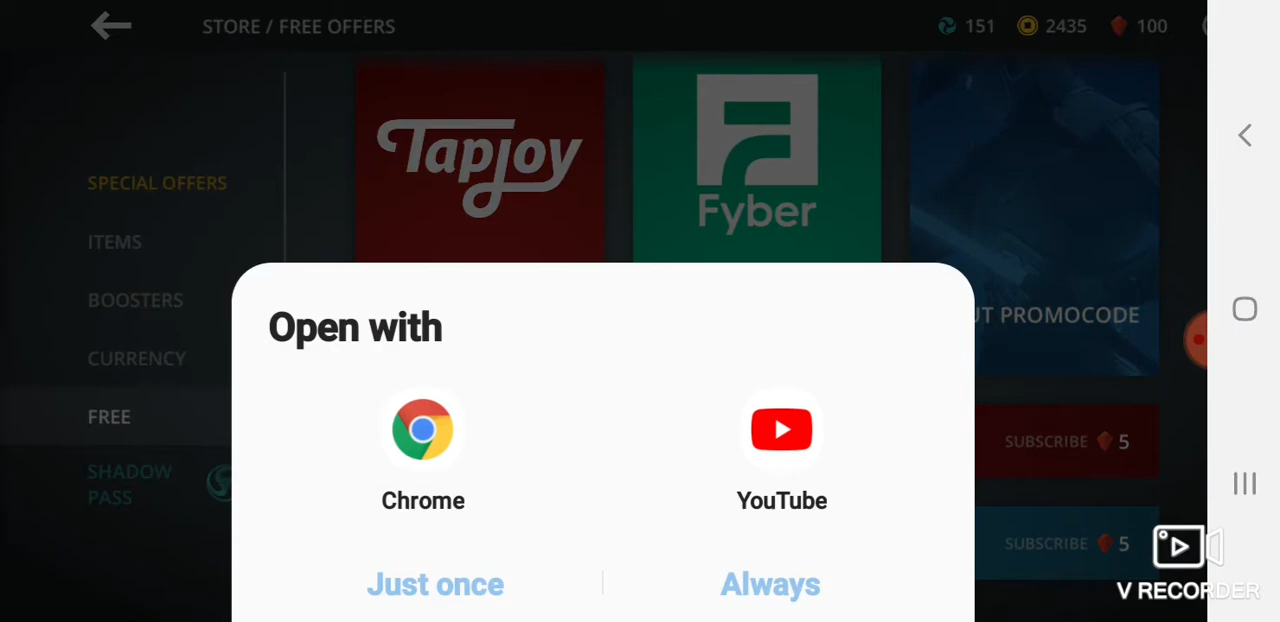 STORE / FREE OFFERS
151
2435
100
Tapjoy
Fyber
SPECIAL OFFERS
ITEMS
BOOSTERS
CURRENCY
FREE
SHADOW
PASS
PROMOCODE
SUBSCRIBE 5
SUBSCRIBE 5
Open with
Chrome
YouTube
Just once
Always
V RECORDER